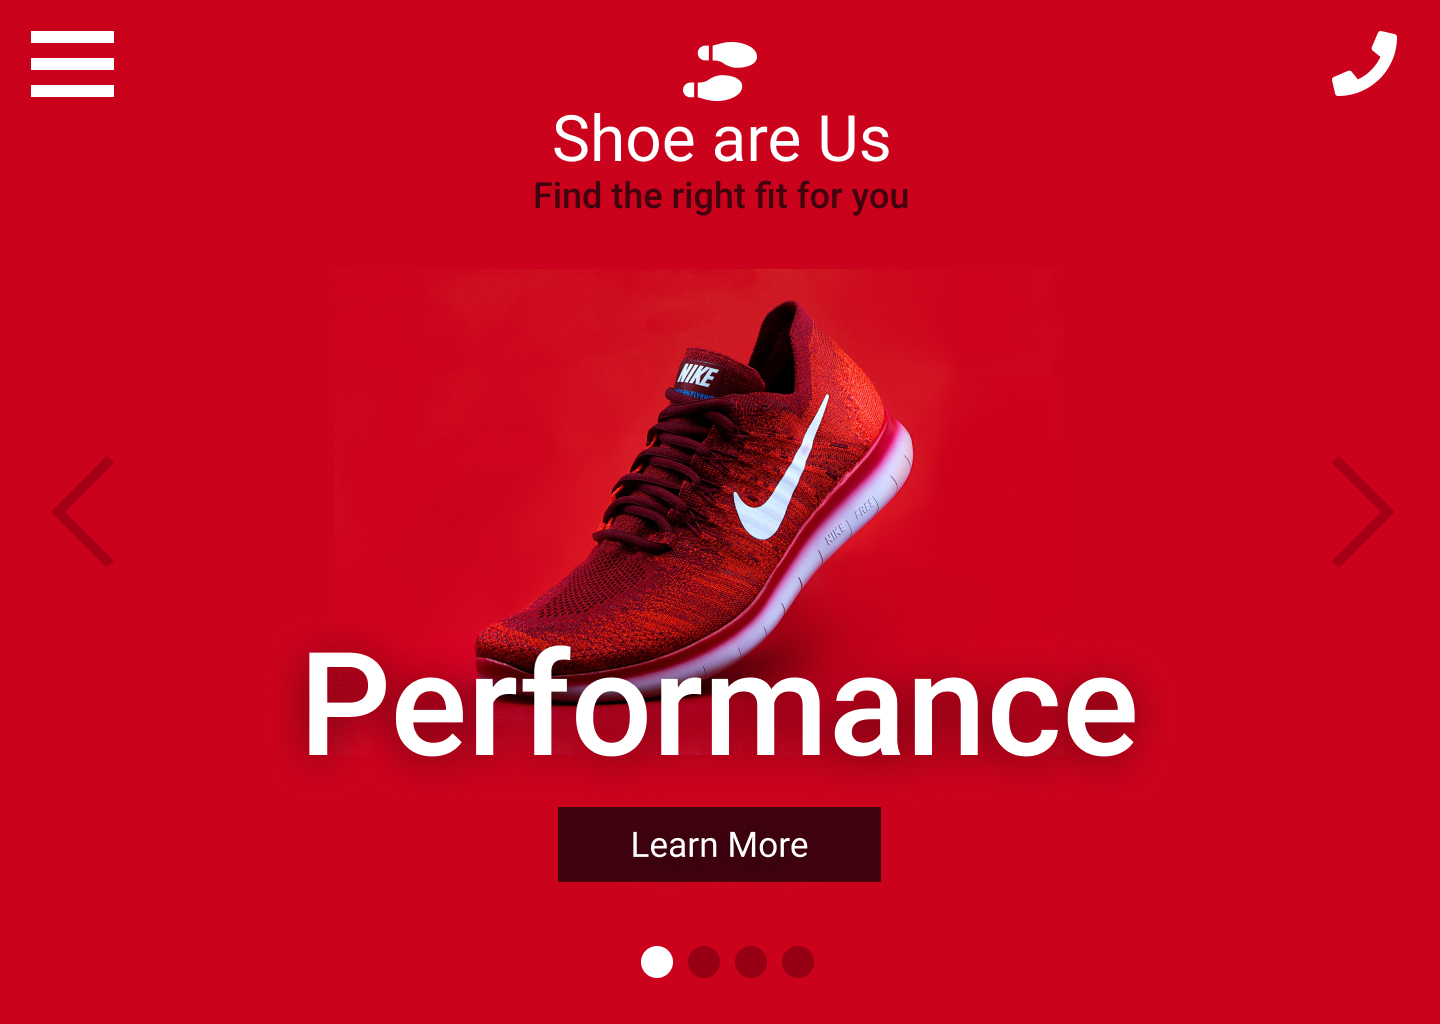 Shoe are Us
Find the right fit for you
NIKE
NIKE FREE
Performance
Learn More